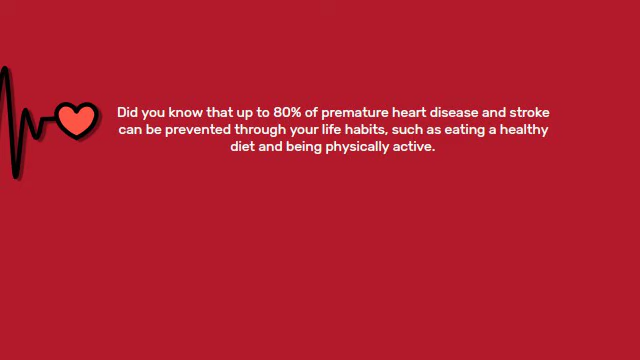 Did you know that up to 80% of premature heart disease and stroke
can be prevented through your life habits, such as eating a healthy
diet and being physically active.